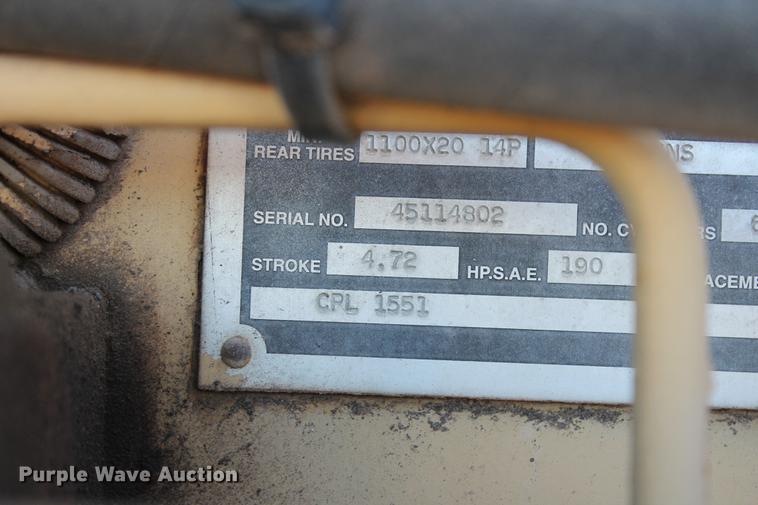 REAR TIRES 1100X20 14P
SERIAL NO. 45114802
STROKE 4.72 HP.S.A.E. 190
CPL 1551
Purple Wave Auction